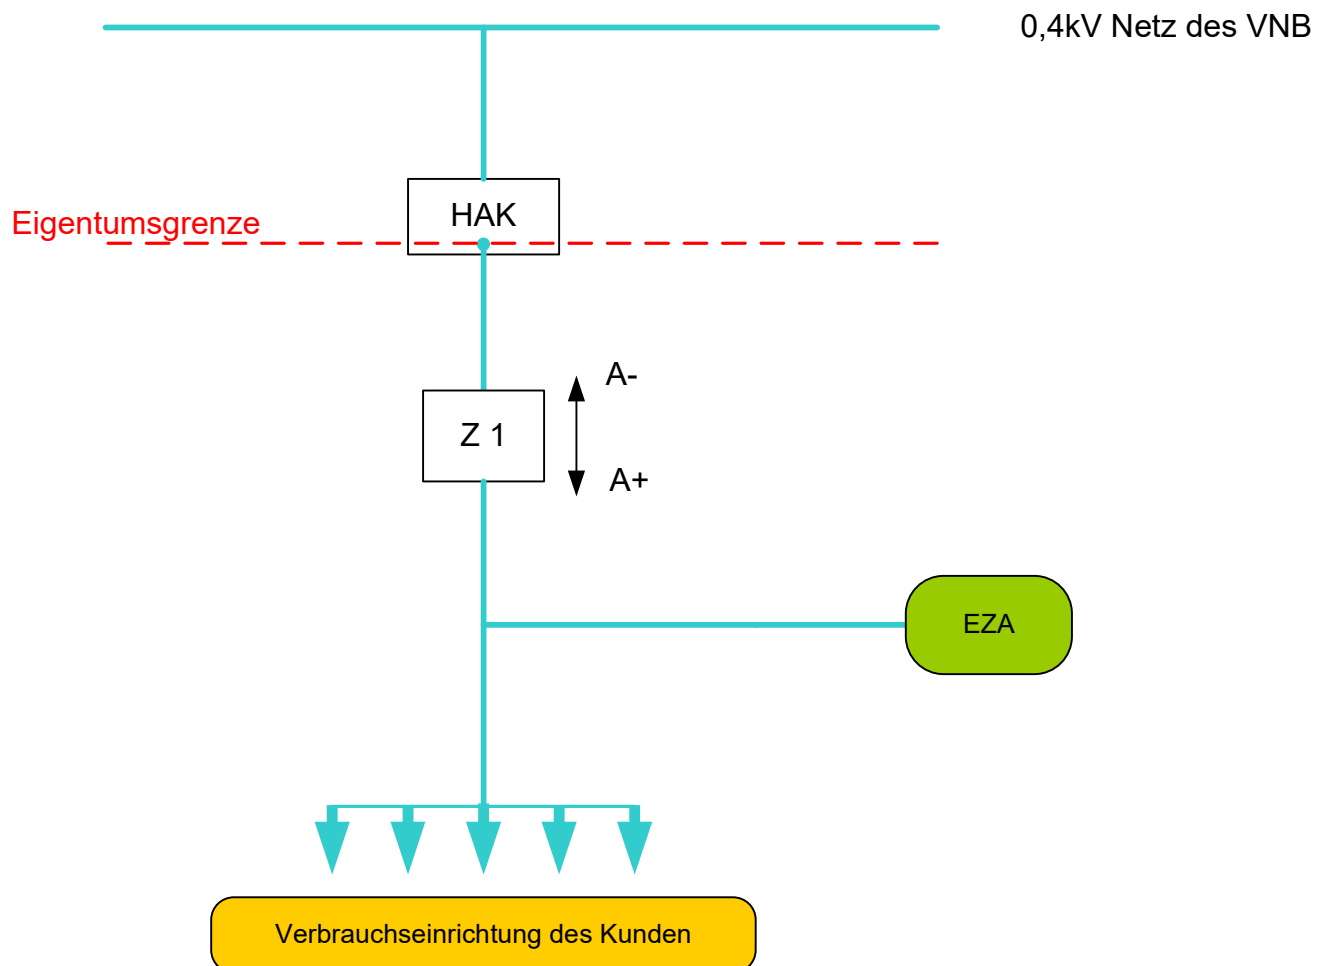 0,4kV Netz des VNB
HAK
Eigentumsgrenze
A-
Z 1
A+
EZA
Verbrauchseinrichtung des Kunden